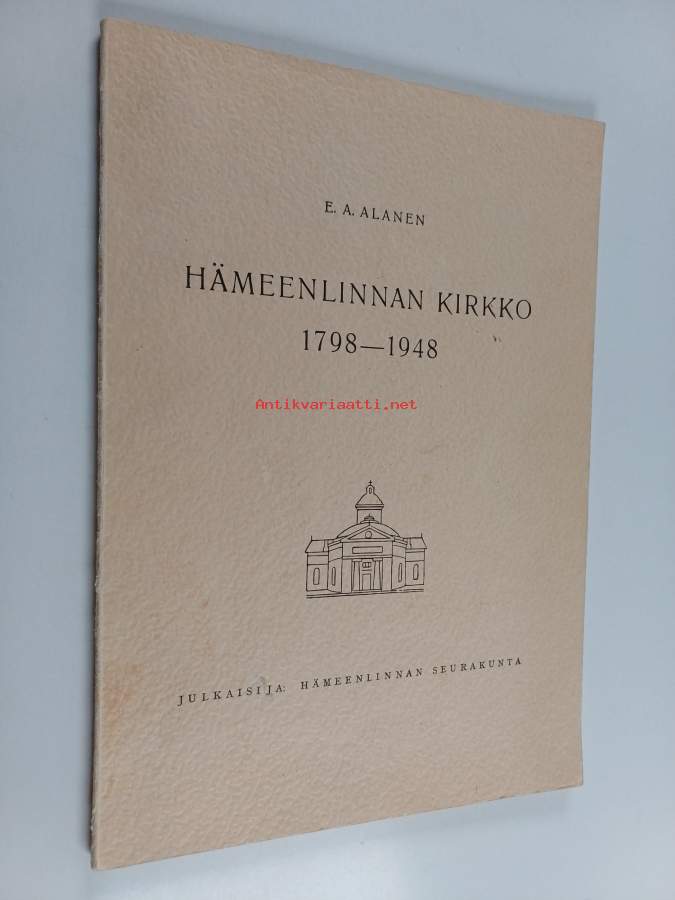 E. A. ALANEN
HÄMEENLINNAN KIRKKO
1798—1948
Antikvariaatti.net
JULKAISIJA: HÄMEENLINNAN SEURAKUNTA